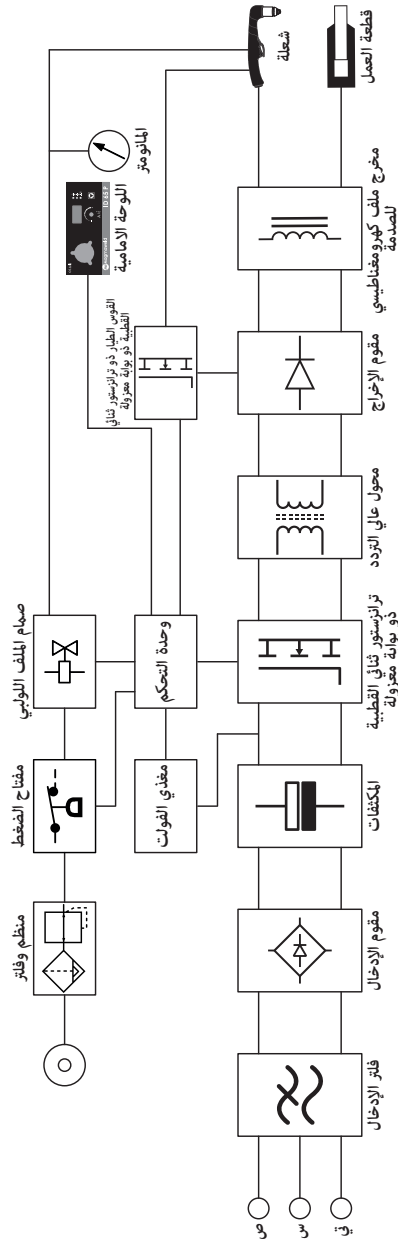 ص
س
تي
فلتر الإدخال
مقوم الإدخال
المكثفات
ترانزستور ثنائي القطبية
ذو بوابة معزولة
محول عالي التردد
مقوم الإخراج
مخرج ملف كهرومغناطيسي
للصدمة
قطعة العمل
شعلة
مغذي الفولت
وحدة التحكم
القوس الطيار ذو ترانزستور ثنائي
القطبية ذو بوابة معزولة
منظم وفلتر
مفتاح الضغط
صمام الملف اللولبي
اللوحة الامامية
المانومتر